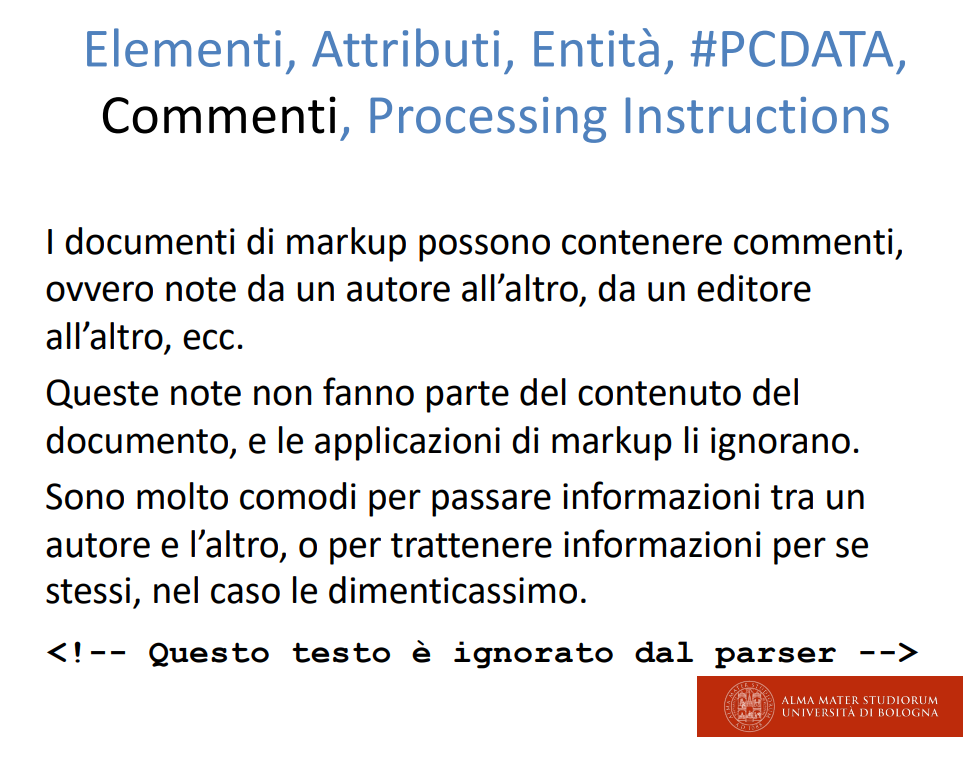 Elementi, Attributi, Entità, #PCDATA,
Commenti, Processing Instructions
I documenti di markup possono contenere commenti,
ovvero note da un autore all’altro, da un editore
all’altro, ecc.
Queste note non fanno parte del contenuto del
documento, e le applicazioni di markup li ignorano.
Sono molto comodi per passare informazioni tra un
autore e l’altro, o per trattenere informazioni per se
stessi, nel caso le dimenticassimo.
<!-- Questo testo è ignorato dal parser -->
ALMA MATER STUDIORUM
UNIVERSITÀ DI BOLOGNA